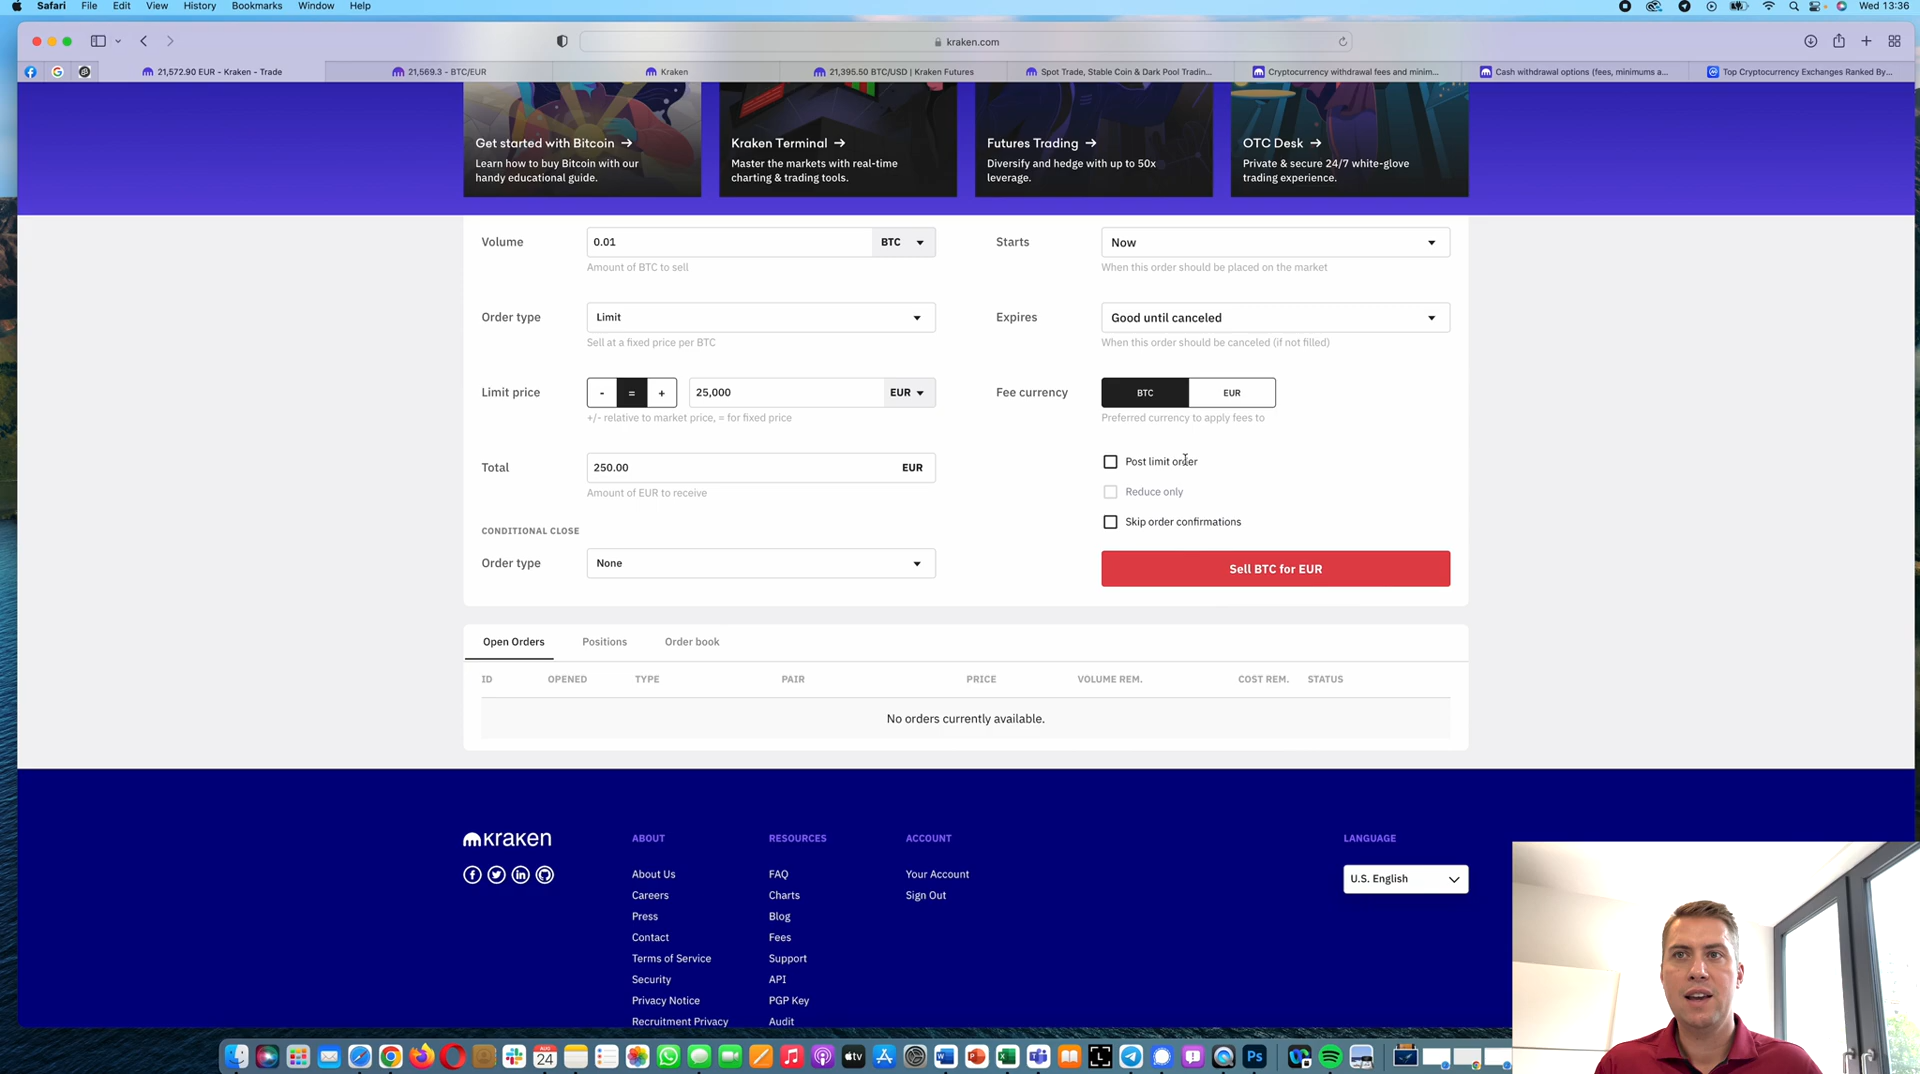 Safari File Edit View History Bookmarks Window Help Wed 13:36
kraken.com
21,572.90 EUR - Kraken - Trade
21,569.3 - BTC/EUR
Kraken
21,395.50 BTC/USD | Kraken Futures
Spot Trade, Stable Coin & Dark Pool Tradin...
Cryptocurrency withdrawal fees and minim...
Cash withdrawal options (fees, minimums a...
Top Cryptocurrency Exchanges Ranked By...
Get started with Bitcoin →
Learn how to buy Bitcoin with our
handy educational guide.
Kraken Terminal →
Master the markets with real-time
charting & trading tools.
Futures Trading →
Diversify and hedge with up to 50x
leverage.
OTC Desk →
Private & secure 24/7 white-glove
trading experience.
Volume 0.01 BTC
Amount of BTC to sell
Order type Limit
Sell at a fixed price per BTC
Limit price - = + 25,000 EUR
+/- relative to market price, = for fixed price
Total 250.00 EUR
Amount of EUR to receive
CONDITIONAL CLOSE
Order type None
Starts Now
When this order should be placed on the market
Expires Good until canceled
When this order should be canceled (if not filled)
Fee currency BTC EUR
Preferred currency to apply fees to
Post limit order
Reduce only
Skip order confirmations
Sell BTC for EUR
Open Orders Positions Order book
ID OPENED TYPE PAIR PRICE VOLUME REM. COST REM. STATUS
No orders currently available.
kraken
ABOUT
About Us
Careers
Press
Contact
Terms of Service
Security
Privacy Notice
Recruitment Privacy
RESOURCES
FAQ
Charts
Blog
Fees
Support
API
PGP Key
Audit
ACCOUNT
Your Account
Sign Out
LANGUAGE
U.S. English
24
tv
Ps